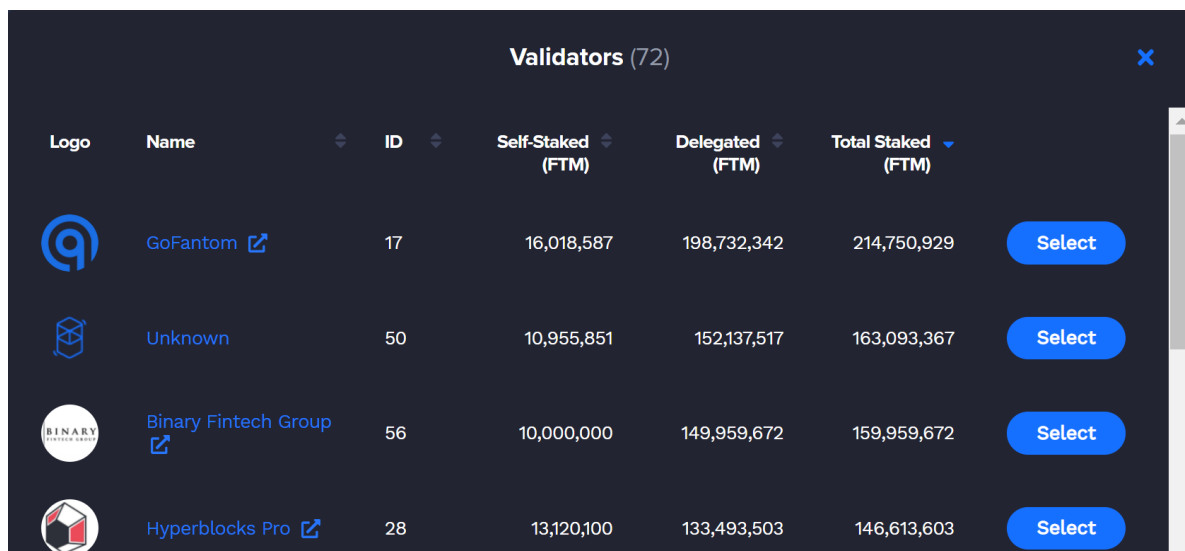 Validators (72)
Logo Name ID Self-Staked (FTM) Delegated (FTM) Total Staked (FTM)
GoFantom 17 16,018,587 198,732,342 214,750,929 Select
Unknown 50 10,955,851 152,137,517 163,093,367 Select
BINARY
FINTECH GROUP
Binary Fintech Group 56 10,000,000 149,959,672 159,959,672 Select
Hyperblocks Pro 28 13,120,100 133,493,503 146,613,603 Select